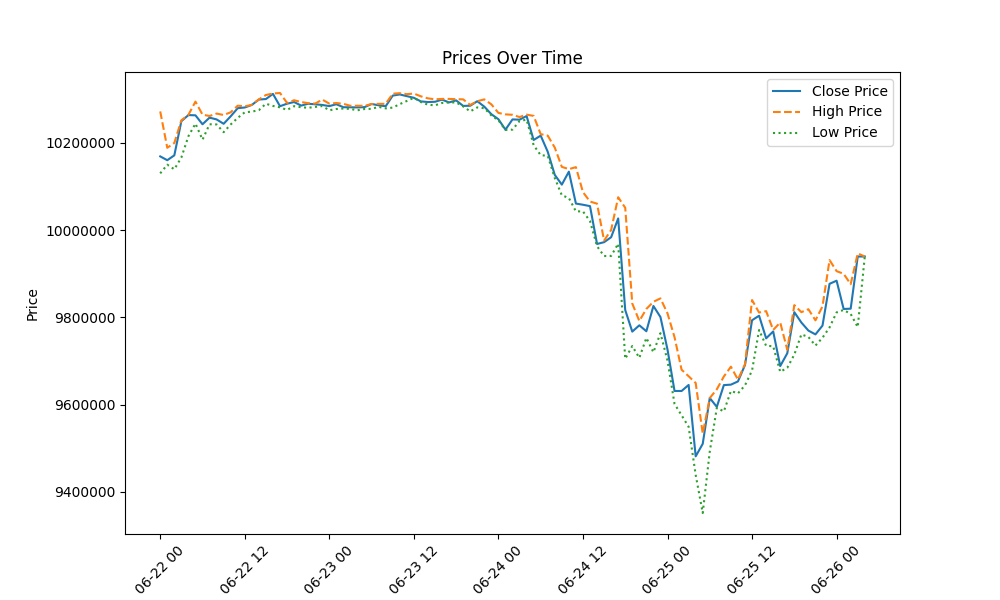 Prices Over Time
Close Price
High Price
Low Price
Price
10200000
10000000
9800000
9600000
9400000
06-22 00
06-22 12
06-23 00
06-23 12
06-24 00
06-24 12
06-25 00
06-25 12
06-26 00